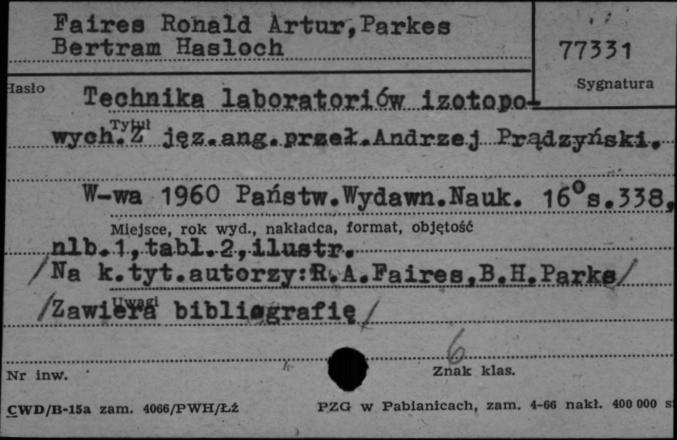 Faires Ronald Artur, Parkes
Bertram Hasloch
77331
Hasło
Sygnatura
Technika laboratoriów izotopo-
Tytuł
wych. Z jęz.ang.przeł.Andrzej Prądzyński.
W-wa 1960 Państw.Wydawn.Nauk. 16° s.338,
Miejsce, rok wyd., nakładca, format, objętość
nlb.1,tabl.2,ilustr.
/Na k.tyt.autorzy:R.A.Faires,B.H.Parks/
Uwagi
/Zawiera bibliografię/
6
Nr inw.
Znak klas.
CWD/B-15a zam. 4066/PWH/Łź
PZG w Pabianicach, zam. 4-66 nakł. 400 000 s